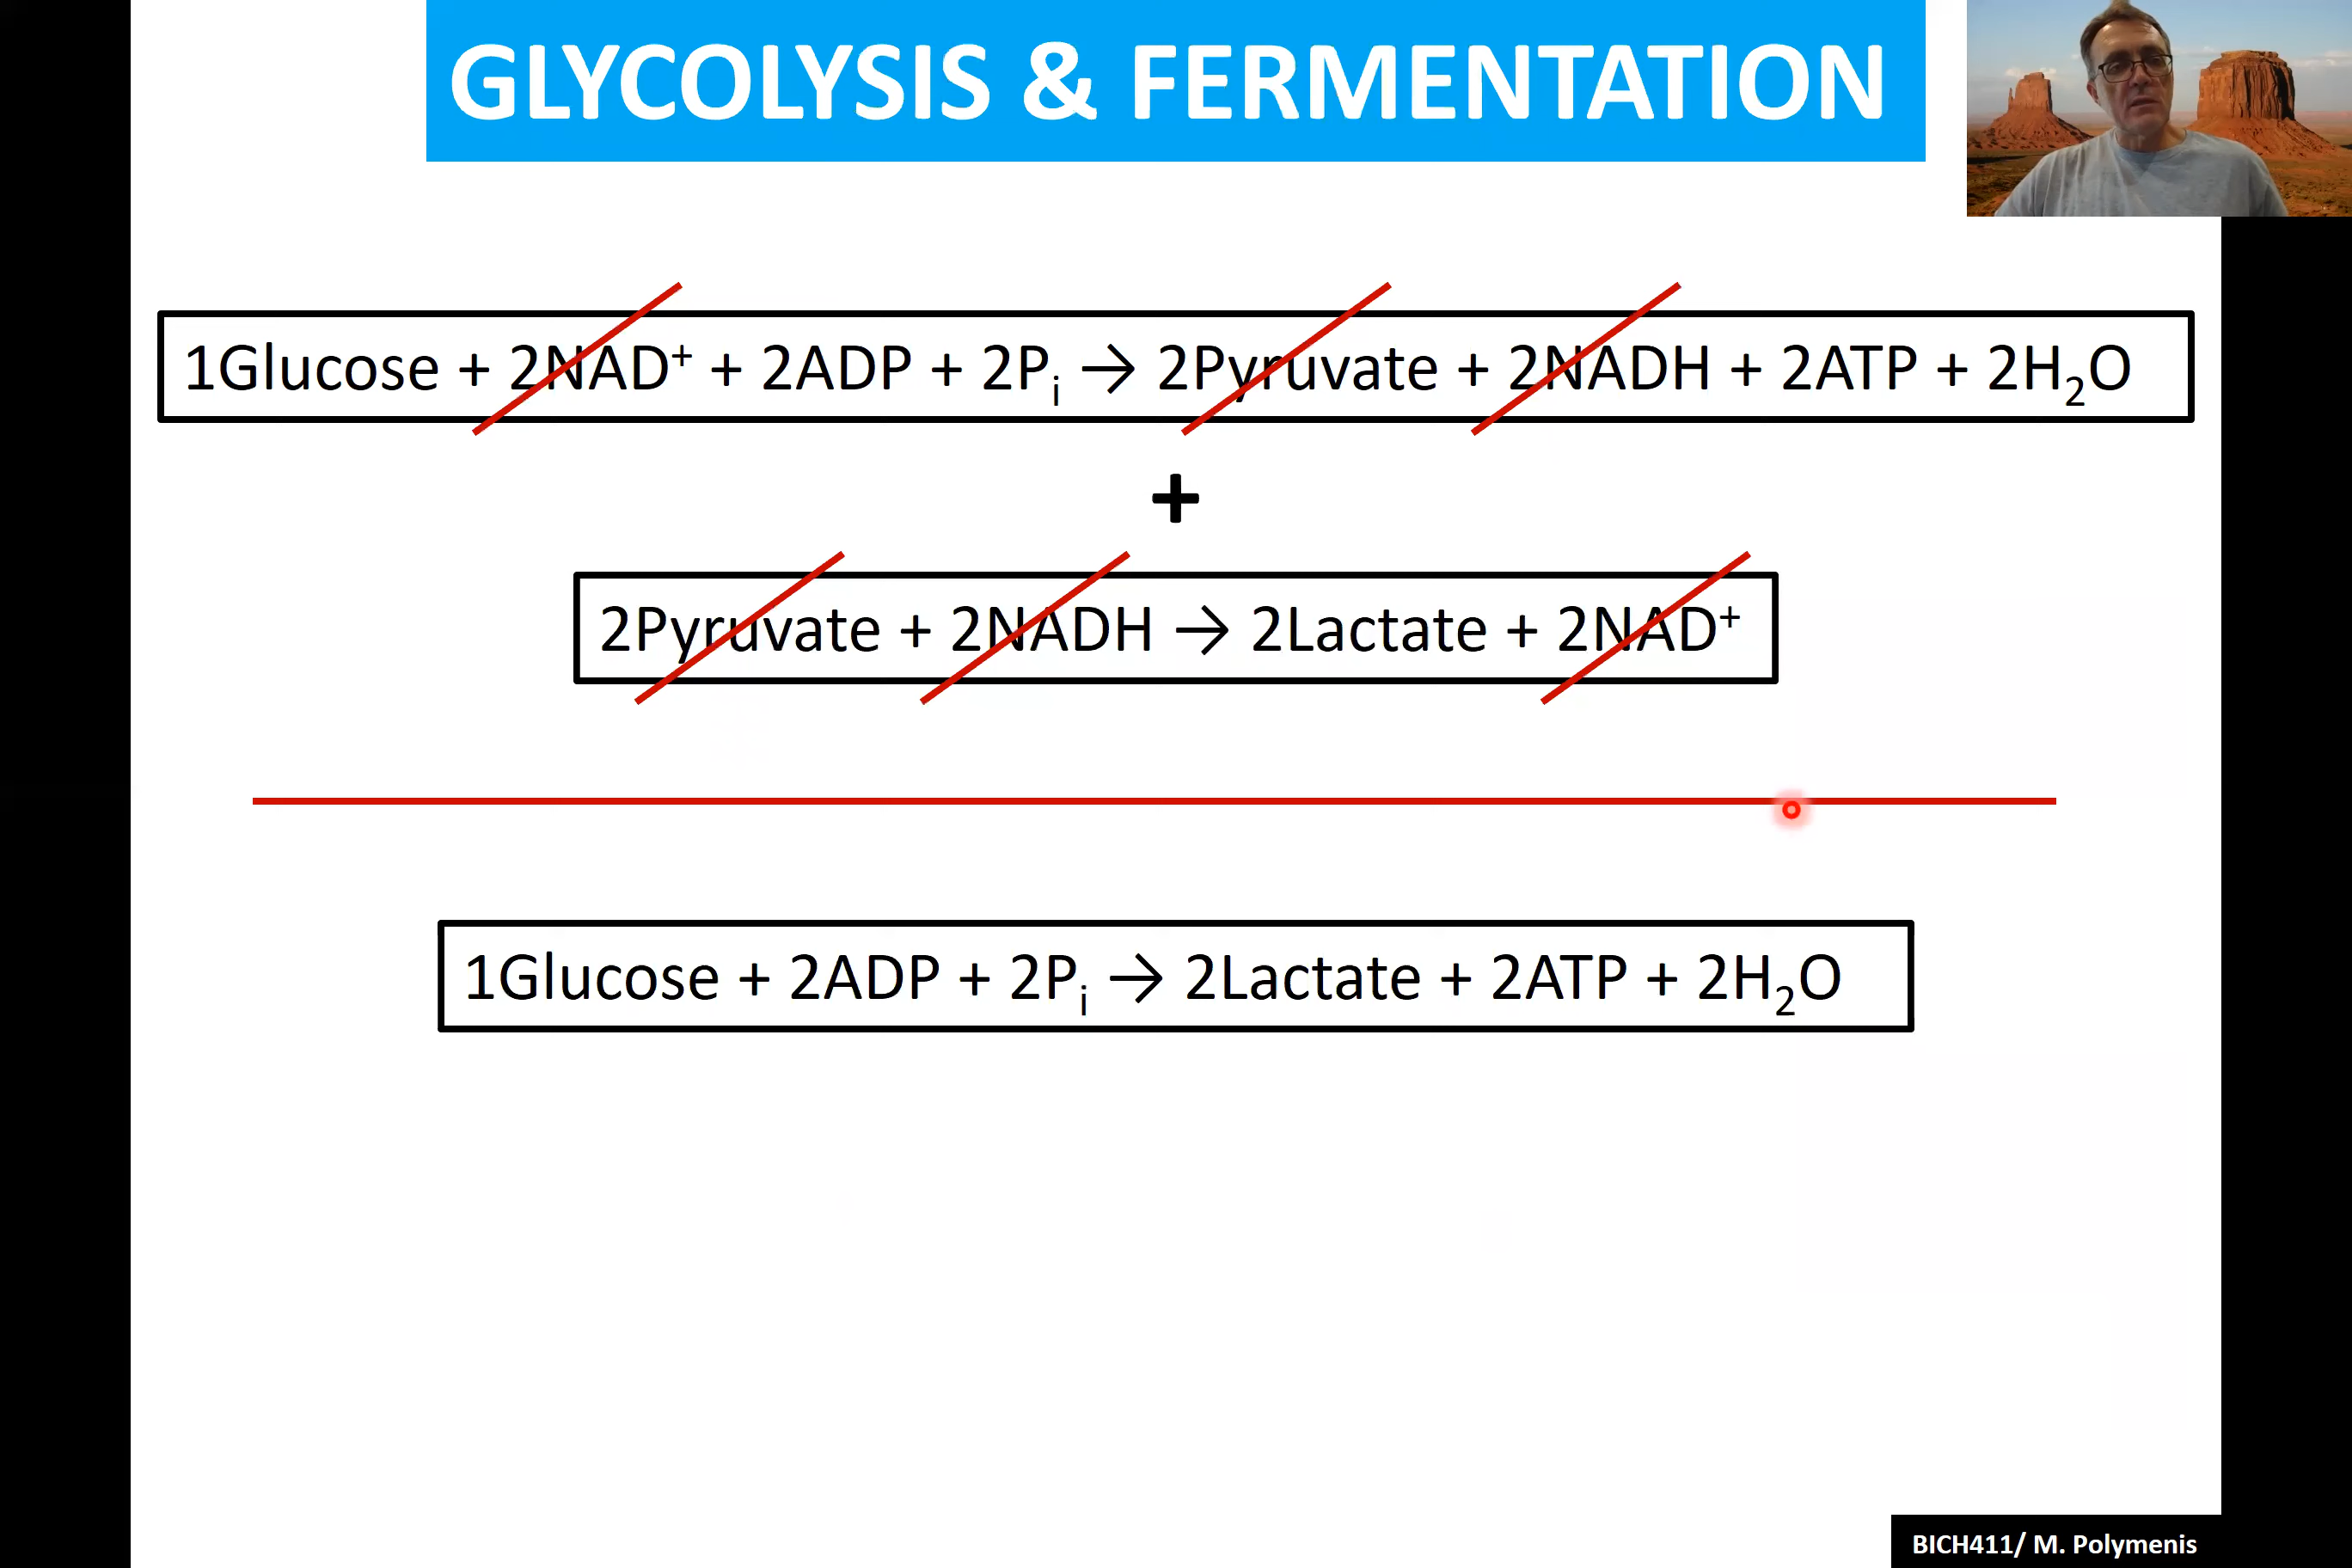 GLYCOLYSIS & FERMENTATION
1Glucose + 2NAD⁺ + 2ADP + 2Pᵢ → 2Pyruvate + 2NADH + 2ATP + 2H₂O
+
2Pyruvate + 2NADH → 2Lactate + 2NAD⁺
1Glucose + 2ADP + 2Pᵢ → 2Lactate + 2ATP + 2H₂O
BICH411/ M. Polymenis